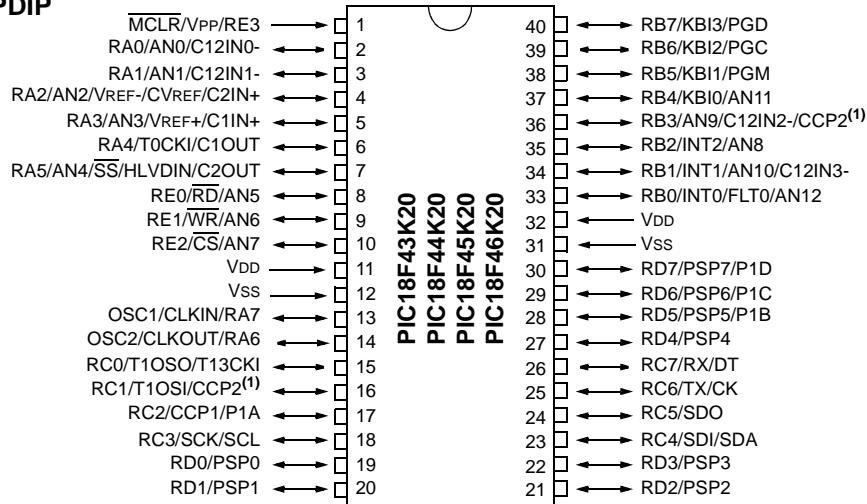 PDIP
MCLR/VPP/RE3 1 40 RB7/KBI3/PGD
RA0/AN0/C12IN0- 2 39 RB6/KBI2/PGC
RA1/AN1/C12IN1- 3 38 RB5/KBI1/PGM
RA2/AN2/VREF-/CVREF/C2IN+ 4 37 RB4/KBI0/AN11
RA3/AN3/VREF+/C1IN+ 5 36 RB3/AN9/C12IN2-/CCP2(1)
RA4/T0CKI/C1OUT 6 35 RB2/INT2/AN8
RA5/AN4/SS/HLVDIN/C2OUT 7 34 RB1/INT1/AN10/C12IN3-
RE0/RD/AN5 8 33 RB0/INT0/FLT0/AN12
RE1/WR/AN6 9 32 VDD
RE2/CS/AN7 10 31 VSS
VDD 11 30 RD7/PSP7/P1D
VSS 12 29 RD6/PSP6/P1C
OSC1/CLKIN/RA7 13 28 RD5/PSP5/P1B
OSC2/CLKOUT/RA6 14 27 RD4/PSP4
RC0/T1OSO/T13CKI 15 26 RC7/RX/DT
RC1/T1OSI/CCP2(1) 16 25 RC6/TX/CK
RC2/CCP1/P1A 17 24 RC5/SDO
RC3/SCK/SCL 18 23 RC4/SDI/SDA
RD0/PSP0 19 22 RD3/PSP3
RD1/PSP1 20 21 RD2/PSP2
PIC18F43K20
PIC18F44K20
PIC18F45K20
PIC18F46K20